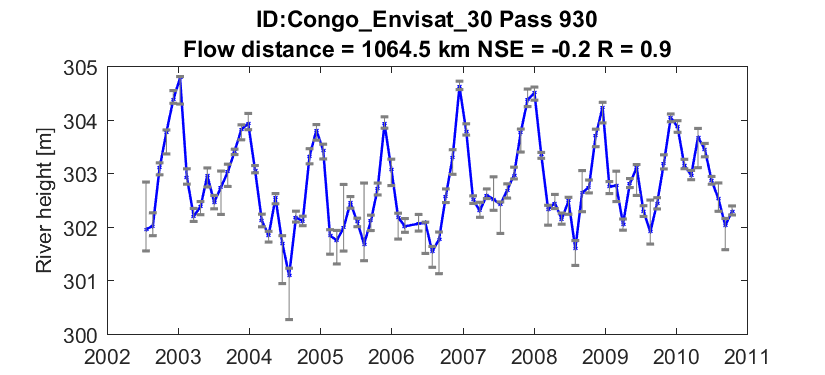 ID:Congo_Envisat_30 Pass 930
Flow distance = 1064.5 km NSE = -0.2 R = 0.9
305
304
303
302
301
300
River height [m]
2002 2003 2004 2005 2006 2007 2008 2009 2010 2011